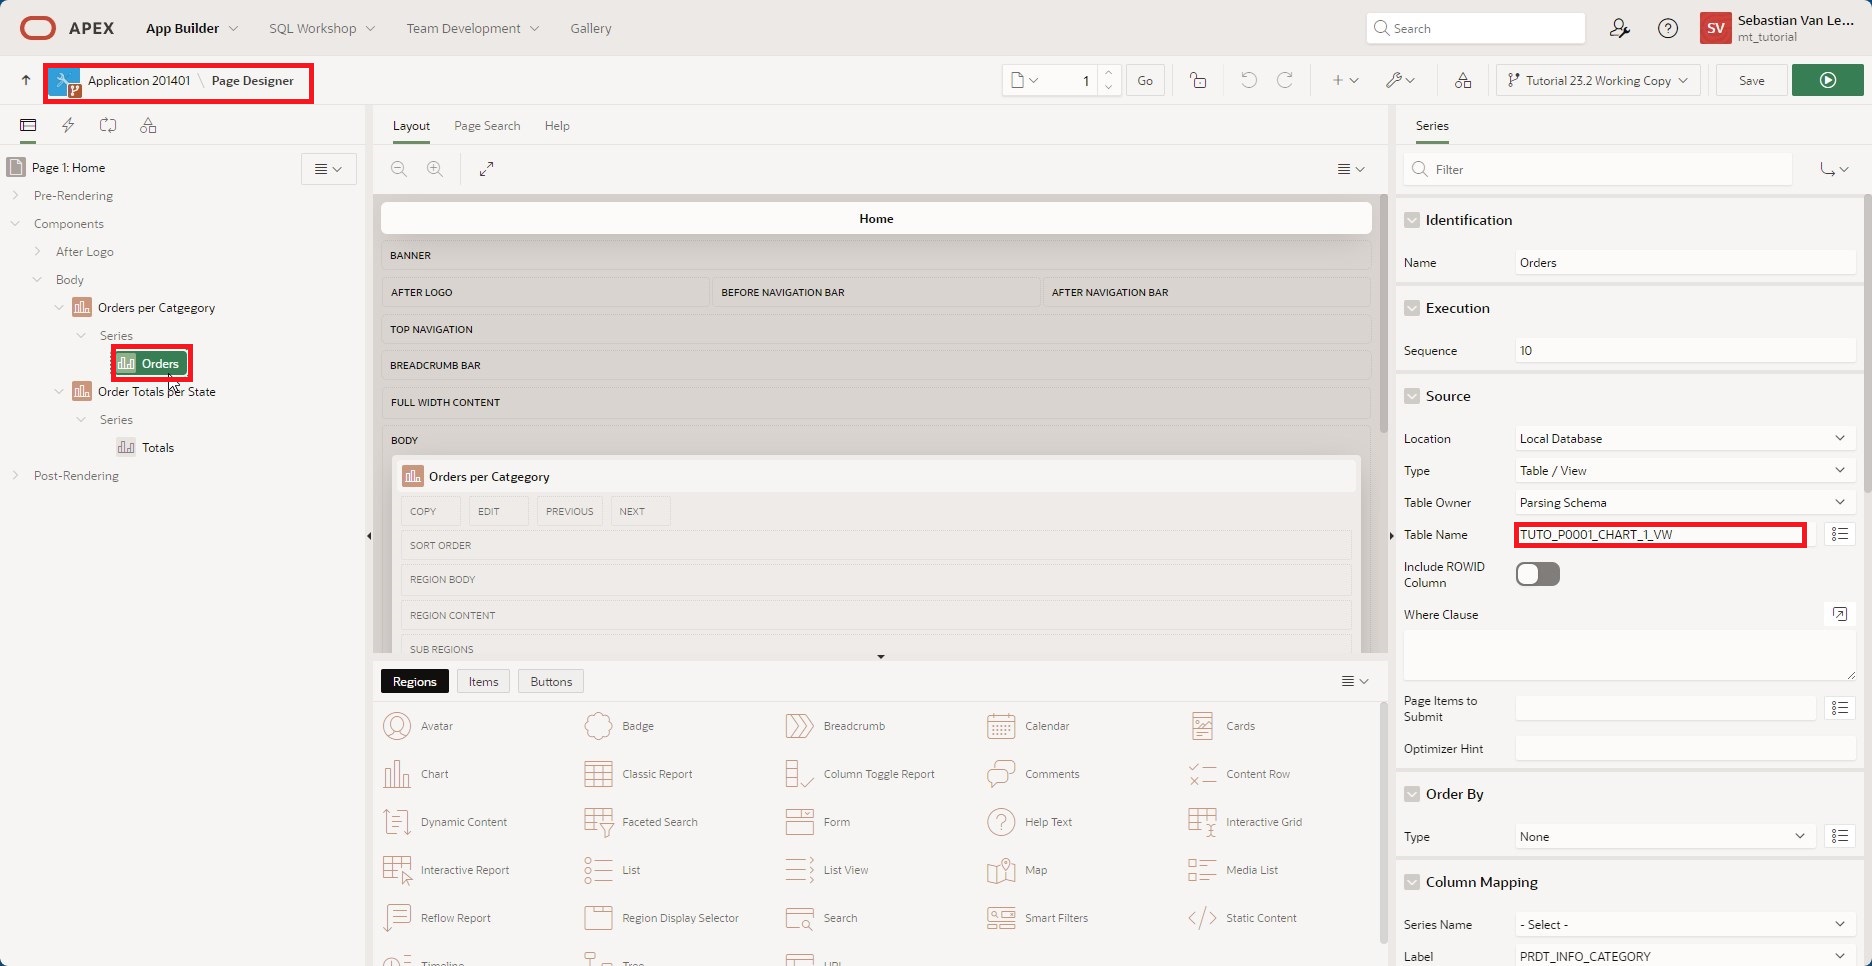 APEX App Builder SQL Workshop Team Development Gallery Search Sebastian Van Le...
SV mt_tutorial
Application 201401 \ Page Designer 1 Go Tutorial 23.2 Working Copy Save
Layout Page Search Help
Series
Page 1: Home
Filter
Pre-Rendering
Components
After Logo
Body
Orders per Catgegory
Series
Orders
Order Totals per State
Series
Totals
Post-Rendering
Home
BANNER
AFTER LOGO BEFORE NAVIGATION BAR AFTER NAVIGATION BAR
TOP NAVIGATION
BREADCRUMB BAR
FULL WIDTH CONTENT
BODY
Orders per Catgegory
COPY EDIT PREVIOUS NEXT
SORT ORDER
REGION BODY
REGION CONTENT
SUB REGIONS
Regions Items Buttons
Avatar Badge Breadcrumb Calendar Cards
Chart Classic Report Column Toggle Report Comments Content Row
Dynamic Content Faceted Search Form Help Text Interactive Grid
Interactive Report List List View Map Media List
Reflow Report Region Display Selector Search Smart Filters Static Content
Timeline Tree URL
Identification
Name Orders
Execution
Sequence 10
Source
Location Local Database
Type Table / View
Table Owner Parsing Schema
Table Name TUTO_P0001_CHART_1_VW
Include ROWID
Column
Where Clause
Page Items to
Submit
Optimizer Hint
Order By
Type None
Column Mapping
Series Name - Select -
Label PRDT_INFO_CATEGORY